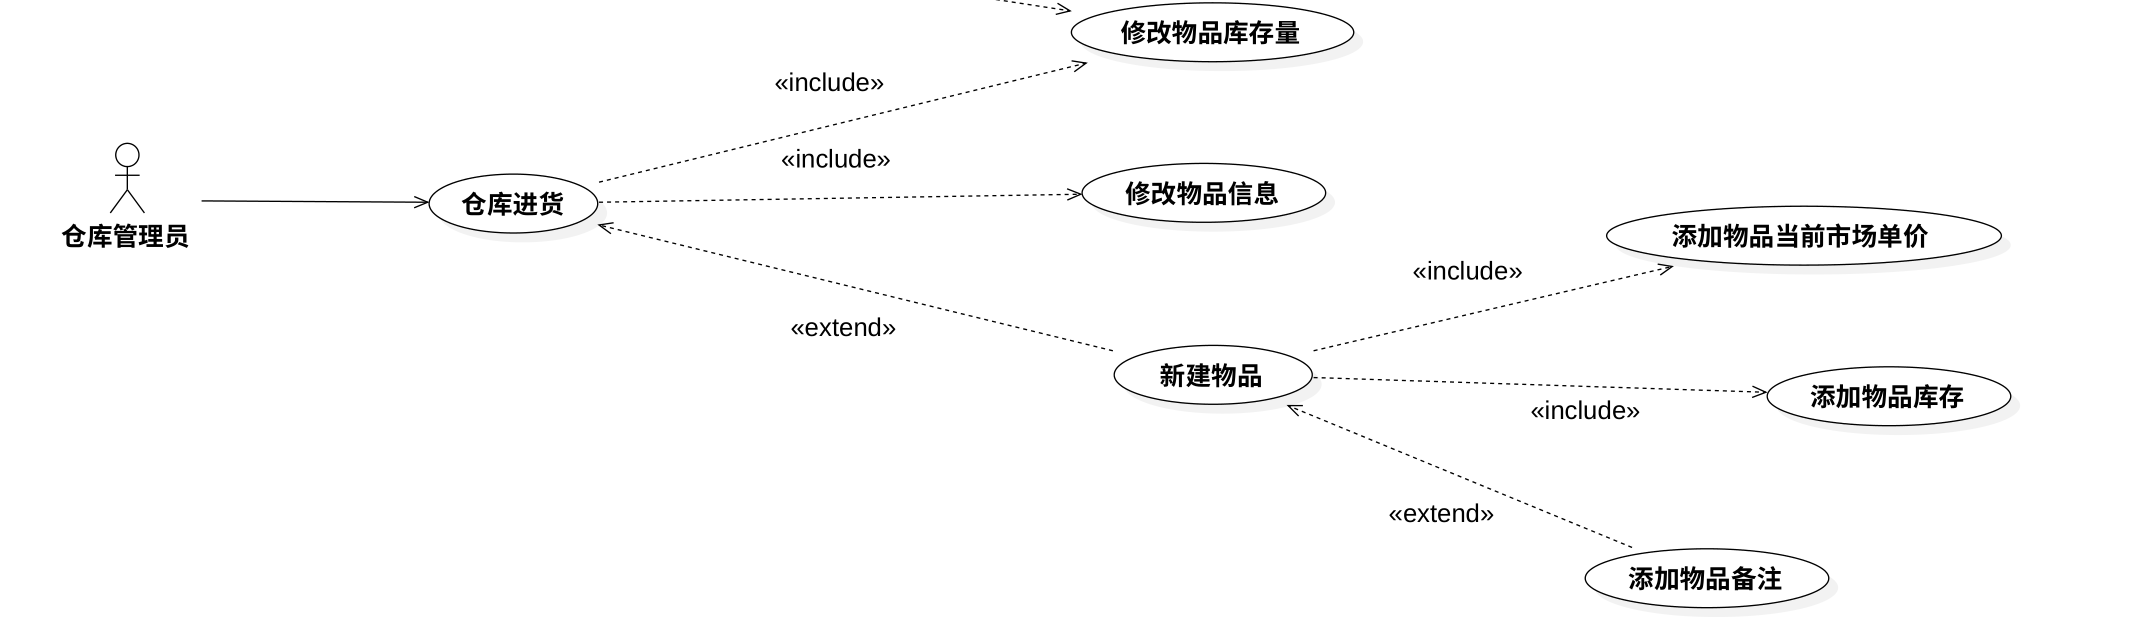 修改物品库存量
«include»
«include»
修改物品信息
仓库进货
仓库管理员
添加物品当前市场单价
«include»
«extend»
新建物品
添加物品库存
«include»
«extend»
添加物品备注